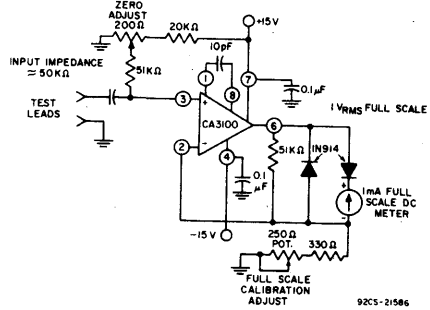 ZERO
ADJUST
200Ω
20KΩ
+15V
10pF
INPUT IMPEDANCE
≈ 50KΩ
51KΩ
1
7
8
0.1μF
TEST
LEADS
3
+
CA3100
1 VRMS FULL SCALE
6
2
-
4
51KΩ
1N914
0.1
μF
+
1mA FULL
SCALE DC
METER
-
-15V
250Ω
POT.
330Ω
FULL SCALE
CALIBRATION
ADJUST
92CS-21586